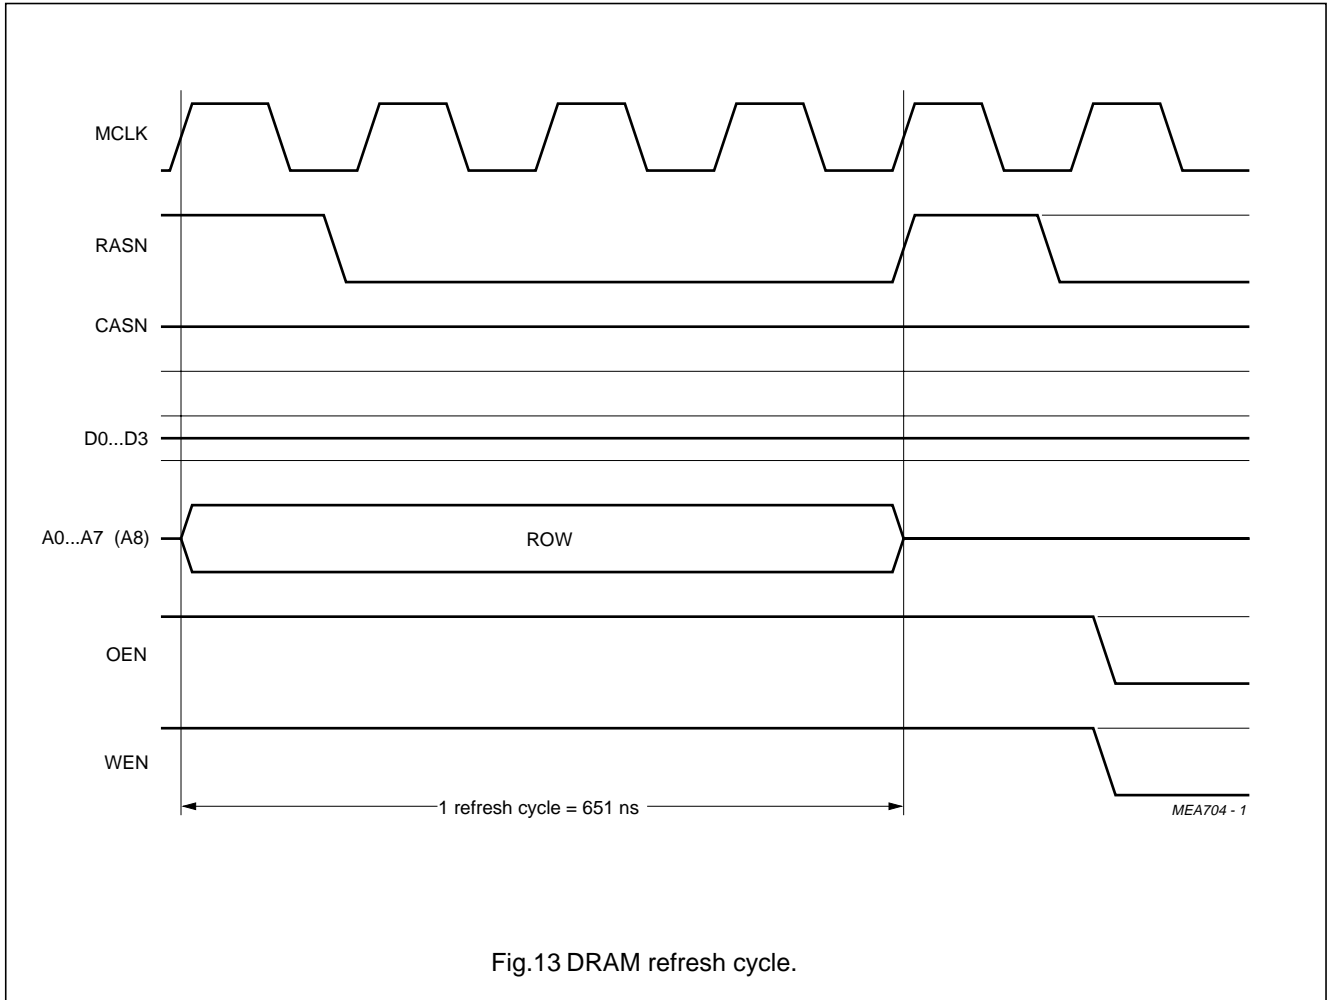 MCLK
RASN
CASN
D0...D3
A0...A7 (A8)
ROW
OEN
WEN
1 refresh cycle = 651 ns
MEA704 - 1
Fig.13 DRAM refresh cycle.